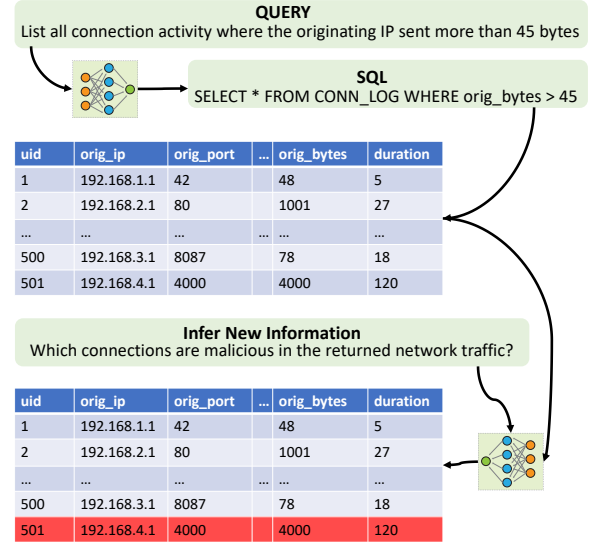 QUERY
List all connection activity where the originating IP sent more than 45 bytes
SQL
SELECT * FROM CONN_LOG WHERE orig_bytes > 45
uid orig_ip orig_port ... orig_bytes duration
1 192.168.1.1 42 48 5
2 192.168.2.1 80 1001 27
... ... ... ... ... ...
500 192.168.3.1 8087 78 18
501 192.168.4.1 4000 4000 120
Infer New Information
Which connections are malicious in the returned network traffic?
uid orig_ip orig_port ... orig_bytes duration
1 192.168.1.1 42 48 5
2 192.168.2.1 80 1001 27
... ... ... ... ... ...
500 192.168.3.1 8087 78 18
501 192.168.4.1 4000 4000 120